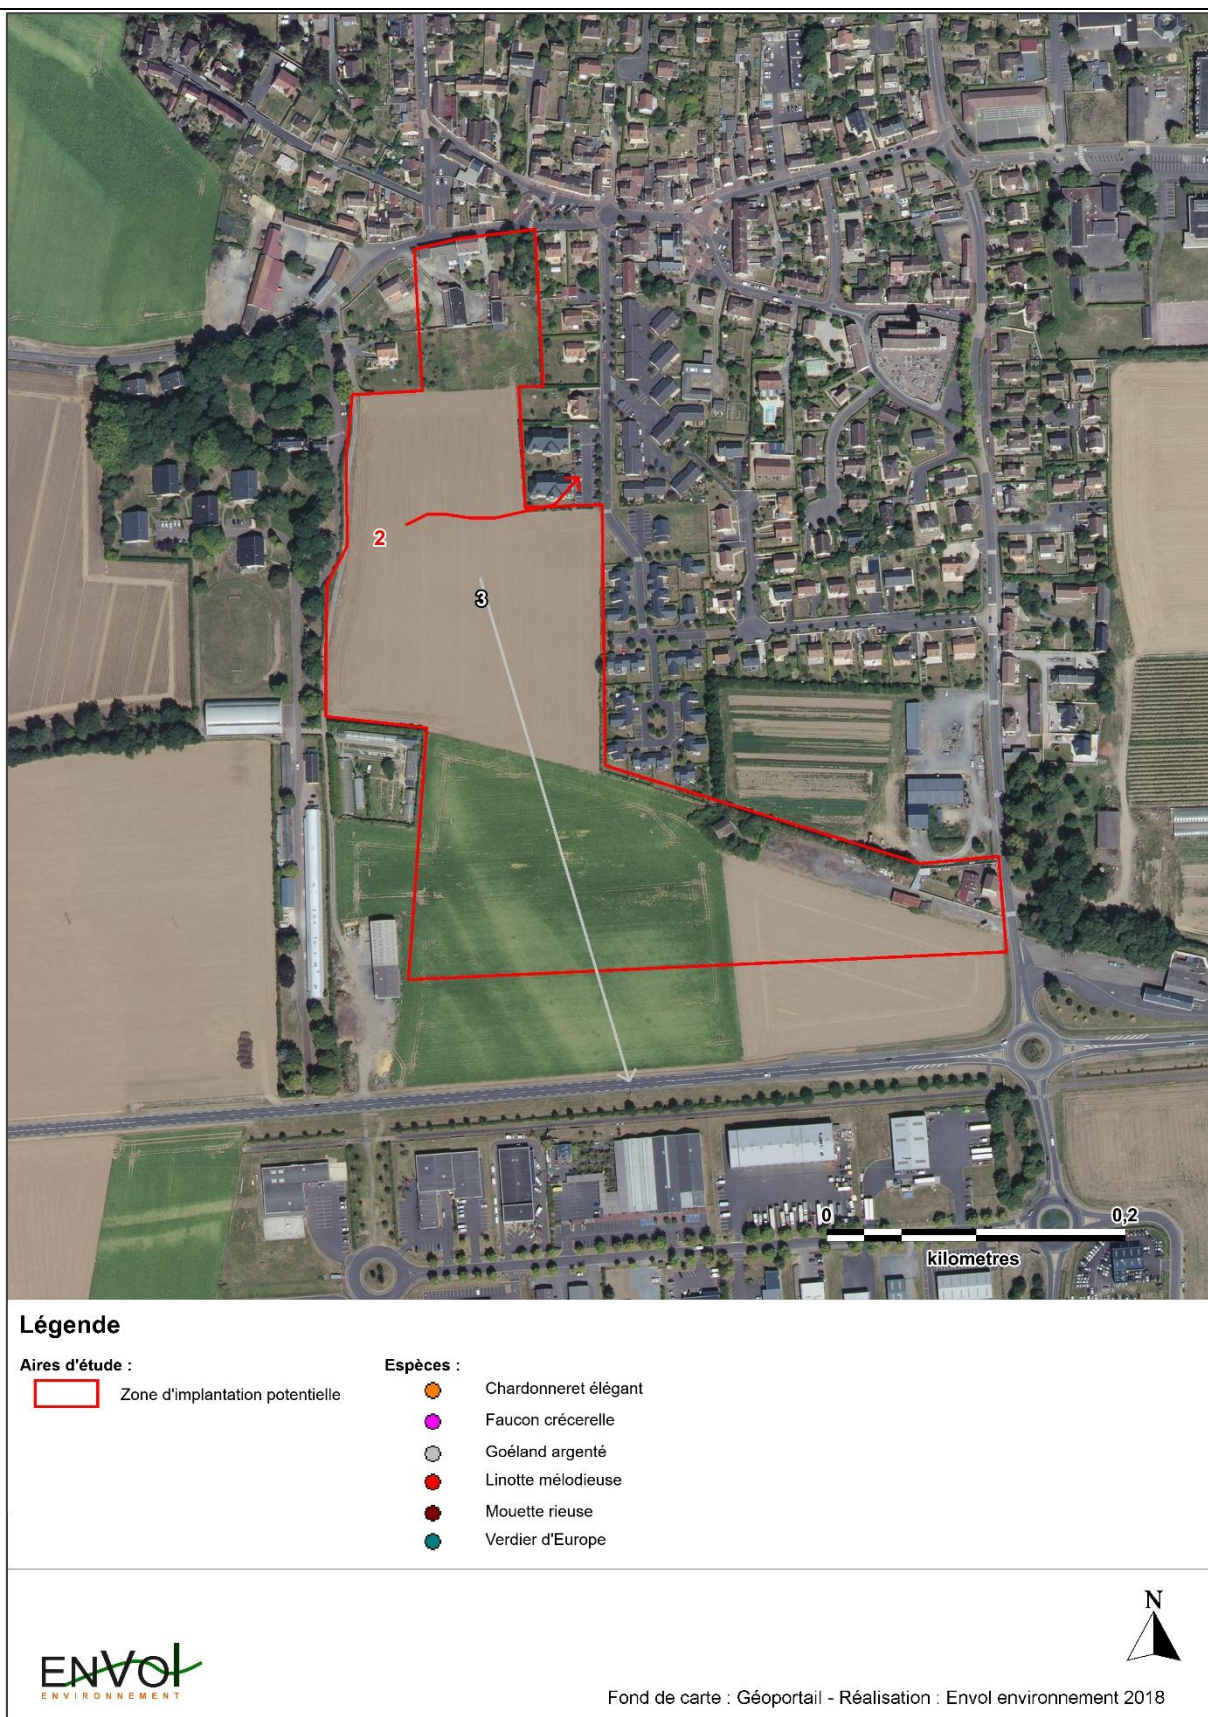 2
3
0 0,2
kilometres
Légende
Aires d'étude :
Zone d'implantation potentielle
Espèces :
Chardonneret élégant
Faucon crécerelle
Goéland argenté
Linotte mélodieuse
Mouette rieuse
Verdier d'Europe
N
ENVOL
ENVIRONNEMENT
Fond de carte : Géoportail - Réalisation : Envol environnement 2018